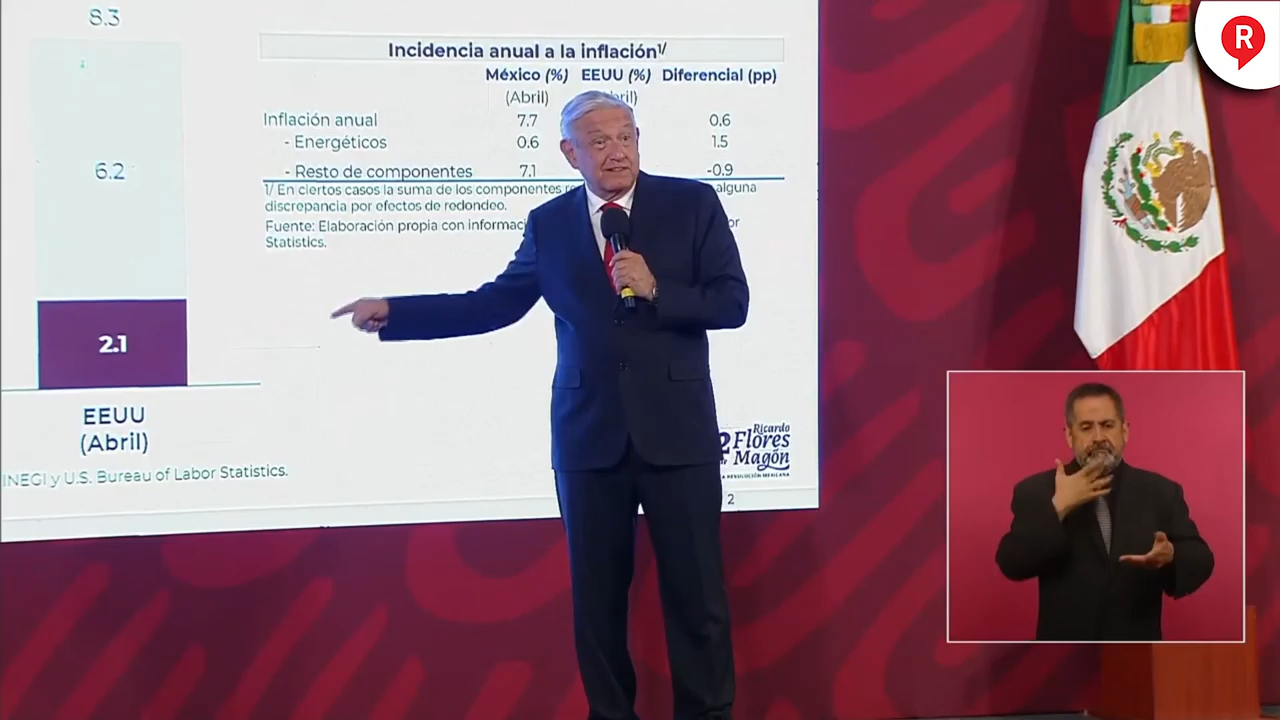 8.3
6.2
2.1
EEUU
(Abril)
INEGI y U.S. Bureau of Labor Statistics.
Incidencia anual a la inflación1/
México (%) EEUU (%) Diferencial (pp)
(Abril)
Inflación anual 7.7 0.6
- Energéticos 0.6 1.5
- Resto de componentes 7.1 -0.9
1/ En ciertos casos la suma de los componentes alguna
discrepancia por efectos de redondeo.
Fuente: Elaboración propia con
Statistics.
Ricardo
Flores
Magón
2
R